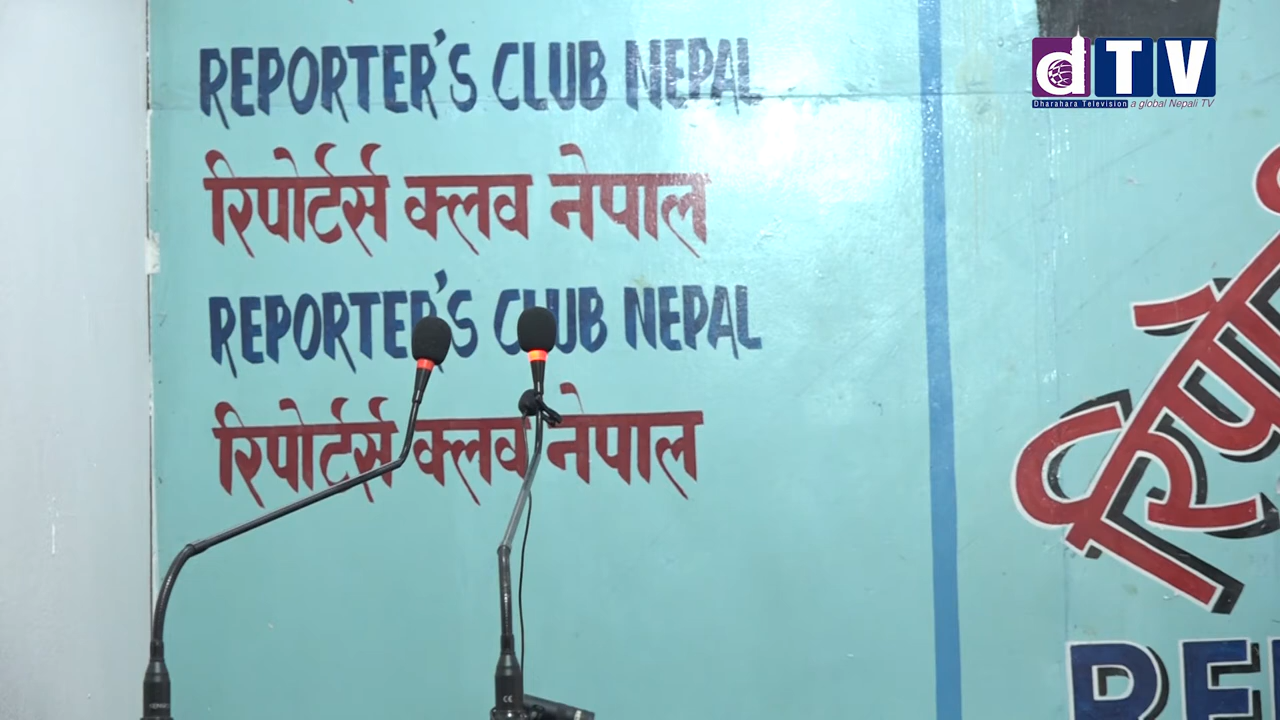 REPORTER'S CLUB NEPAL
रिपोर्टर्स क्लव नेपाल
REPORTER'S CLUB NEPAL
रिपोर्टर्स क्लव नेपाल
dTV
Dharahara Television a global Nepali TV